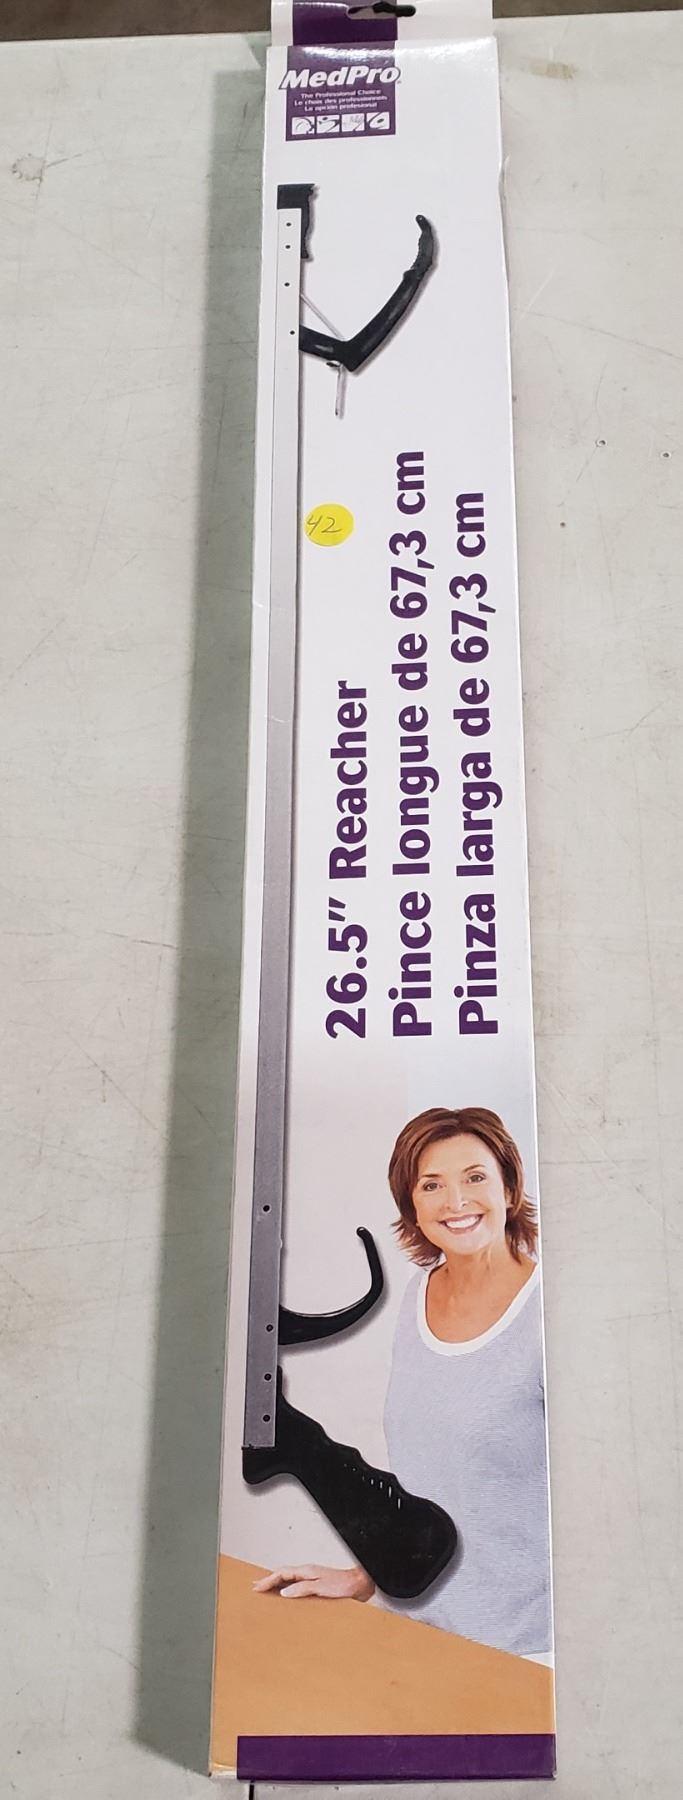 MedPro
The Professional Choice
Le choix des professionnels
La opción profesional
42
26.5" Reacher
Pince longue de 67,3 cm
Pinza larga de 67,3 cm